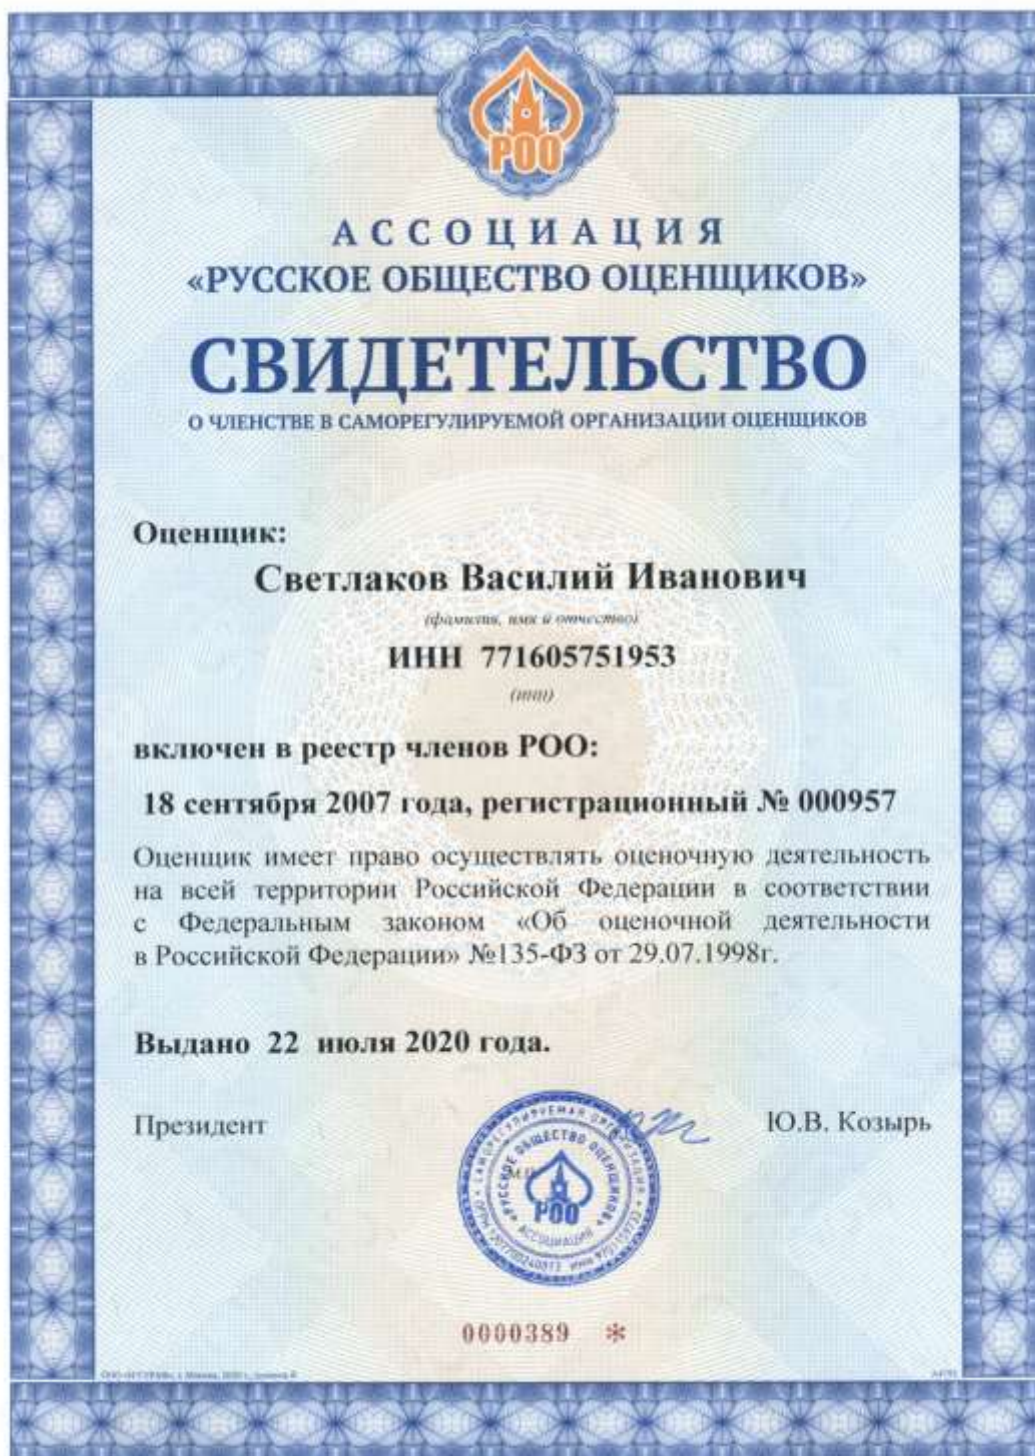 РОО
АССОЦИАЦИЯ
«РУССКОЕ ОБЩЕСТВО ОЦЕНЩИКОВ»
СВИДЕТЕЛЬСТВО
О ЧЛЕНСТВЕ В САМОРЕГУЛИРУЕМОЙ ОРГАНИЗАЦИИ ОЦЕНЩИКОВ
Оценщик:
Светлаков Василий Иванович
(фамилия, имя и отчество)
ИНН 771605751953
(инн)
включен в реестр членов РОО:
18 сентября 2007 года, регистрационный № 000957
Оценщик имеет право осуществлять оценочную деятельность
на всей территории Российской Федерации в соответствии
с Федеральным законом «Об оценочной деятельности
в Российской Федерации» №135-ФЗ от 29.07.1998г.
Выдано 22 июля 2020 года.
Президент
Ю.В. Козырь
САМОРЕГУЛИРУЕМАЯ ОРГАНИЗАЦИЯ
«РУССКОЕ ОБЩЕСТВО ОЦЕНЩИКОВ»
РОО
АССОЦИАЦИЯ
0000389 *